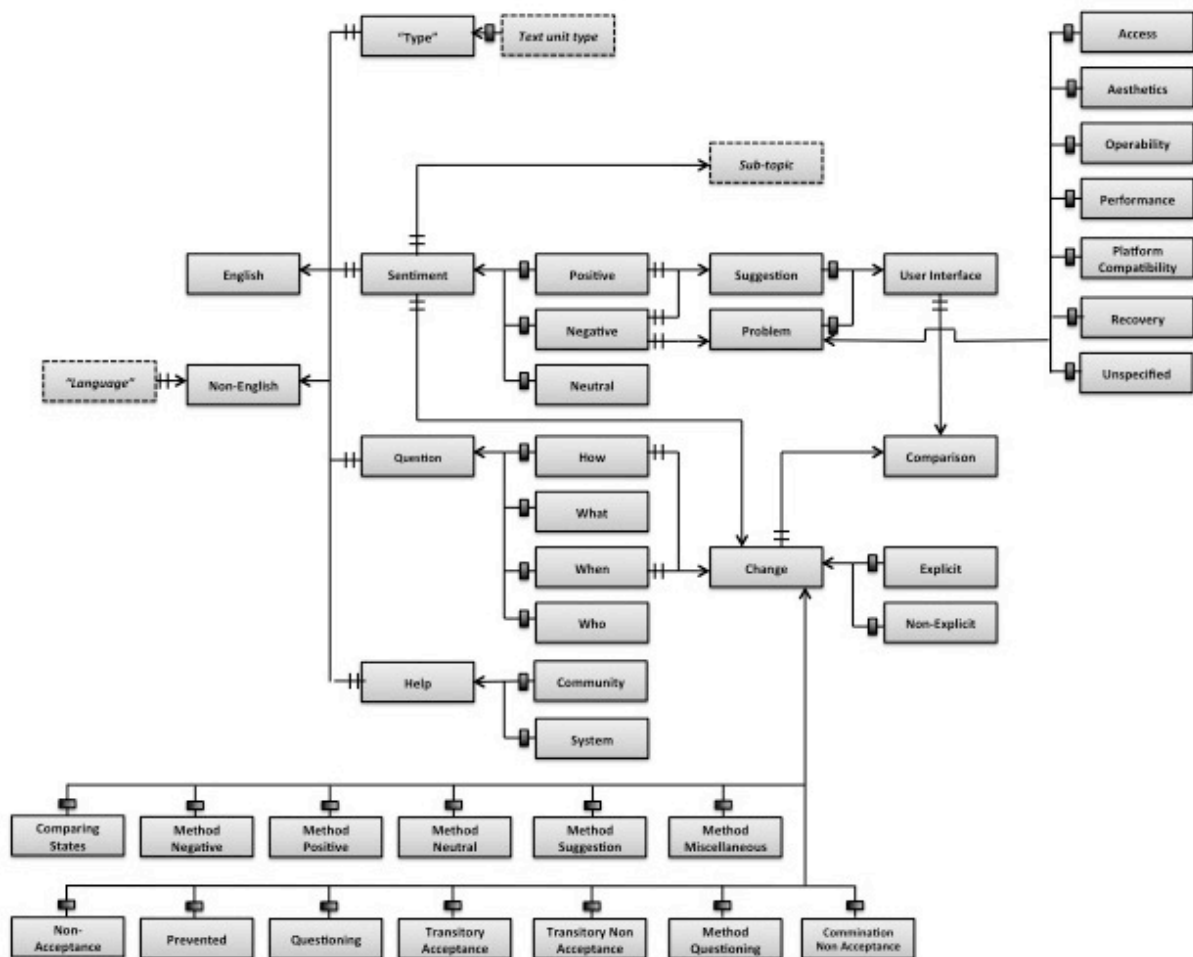 "Type"
Text unit type
Access
Aesthetics
Operability
Sub-topic
Performance
English
Sentiment
Positive
Suggestion
User Interface
Platform
Compatibility
Negative
Problem
Recovery
"Language"
Non-English
Neutral
Unspecified
Question
How
Comparison
What
When
Change
Explicit
Who
Non-Explicit
Help
Community
System
Comparing
States
Method
Negative
Method
Positive
Method
Neutral
Method
Suggestion
Method
Miscellaneous
Non-
Acceptance
Prevented
Questioning
Transitory
Acceptance
Transitory Non
Acceptance
Method
Questioning
Commination
Non Acceptance